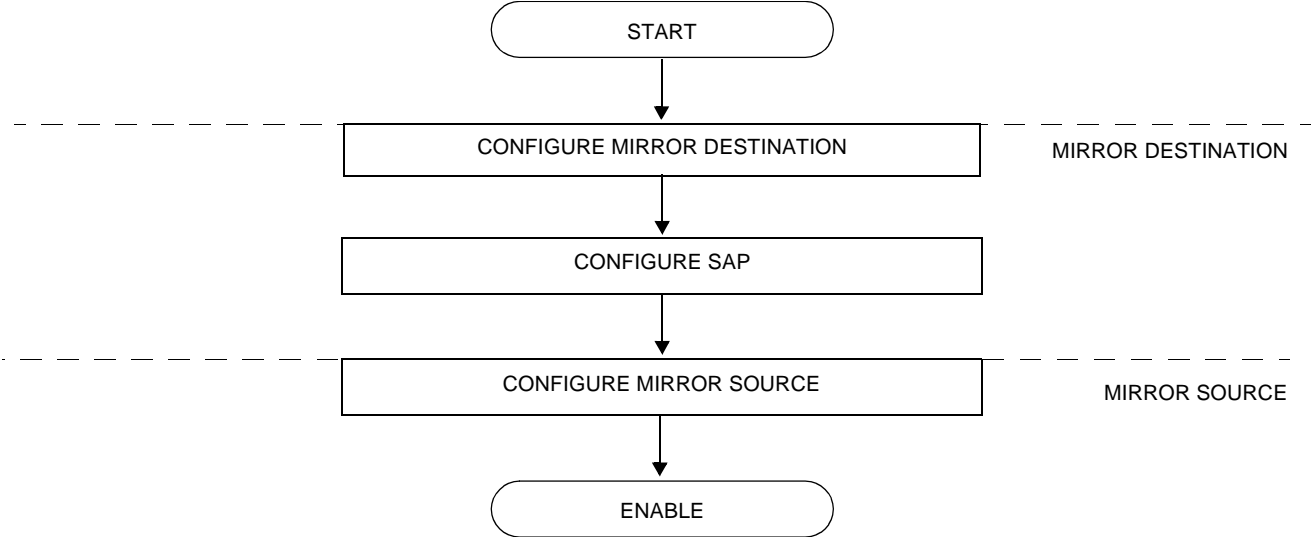 START
CONFIGURE MIRROR DESTINATION
MIRROR DESTINATION
CONFIGURE SAP
CONFIGURE MIRROR SOURCE
MIRROR SOURCE
ENABLE